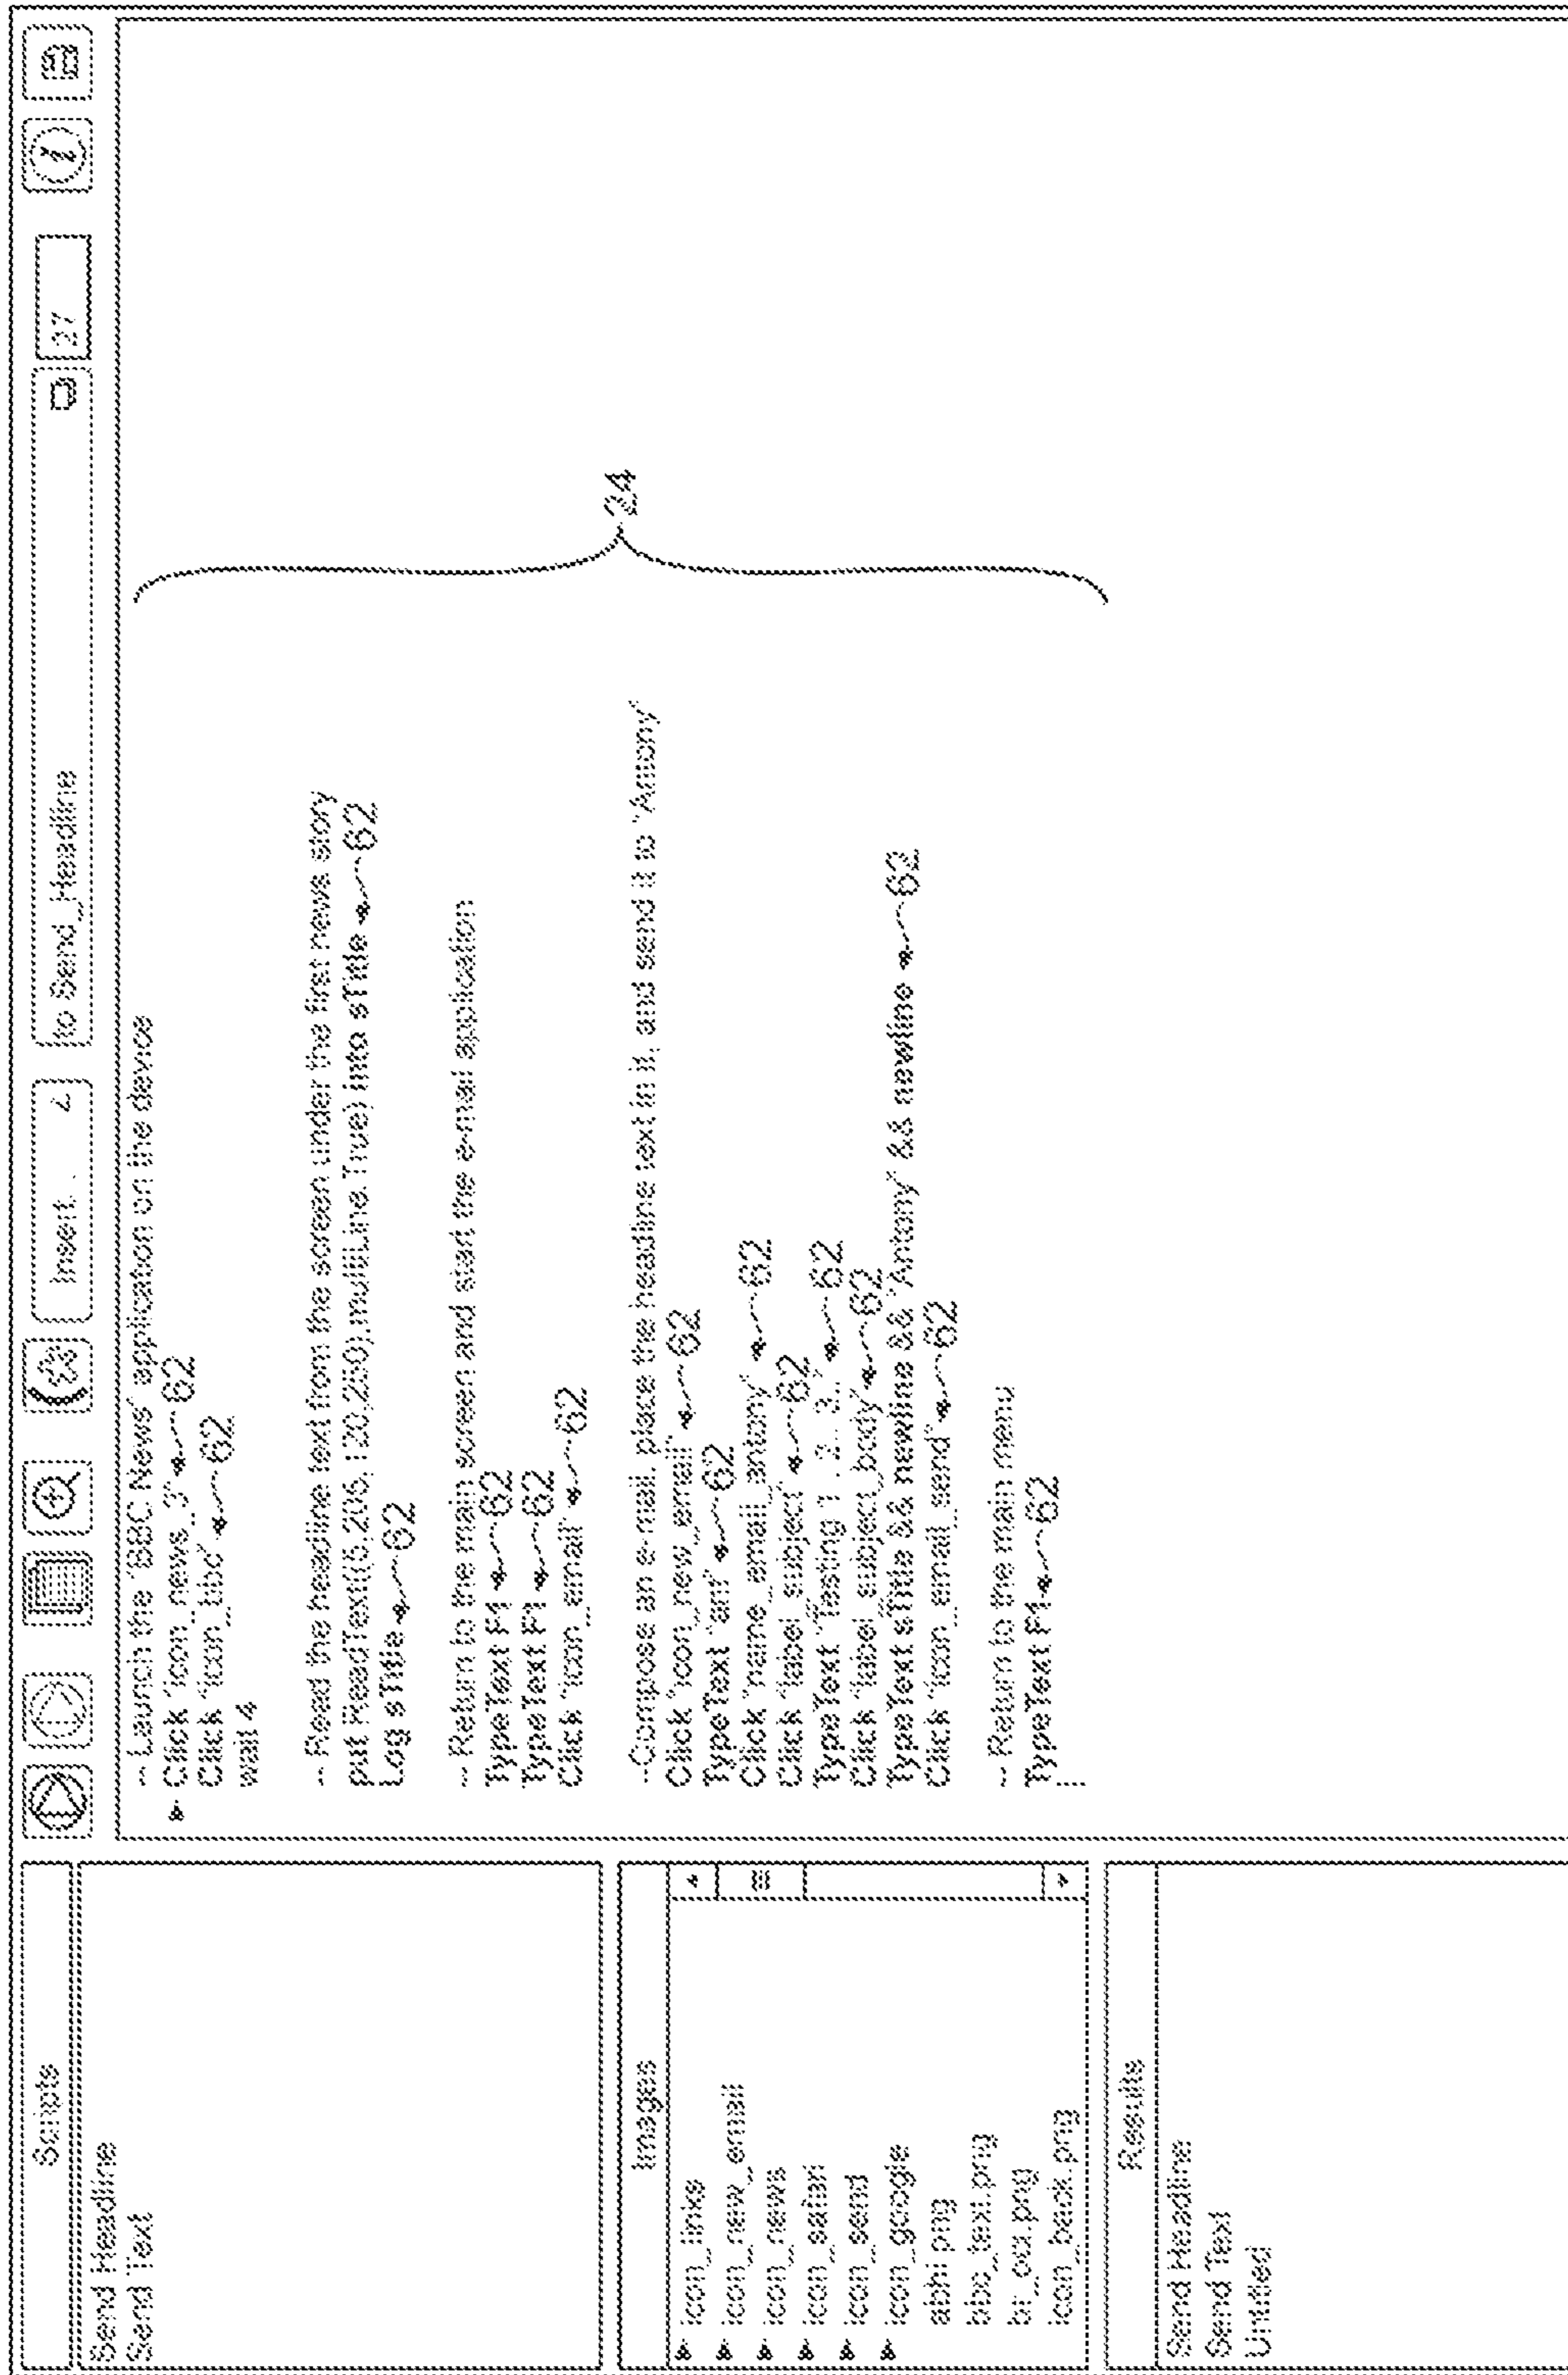 Insert...
to Send_Headline
27
Scripts
Send Headline
Send Text
Images
icon_links
icon_new_email
icon_news
icon_safari
icon_send
icon_google
abhi.png
bbc_text.png
br_occi.png
icon_back.png
Results
Send Headline
Send Text
Untitled
-- Launch the "BBC News" application on the device
Click "icon_news_3" 62
Click "icon_bbc" 62
wait 4
-- Read the headline text from the screen under the first news story
put ReadText((5,206,120,250),multiLine:True) into sTitle 62
Log sTitle 62
-- Return to the main screen and start the e-mail application
TypeText F1 62
TypeText F1 62
Click "icon_email" 62
--Compose an e-mail, place the headline text in it, and send it to "Antony"
Click "icon_new_email" 62
TypeText "ant" 62
Click "name_email_antony" 62
Click "label_subject" 62
TypeText "Testing 1..2..3.." 62
Click "label_subject_body" 62
TypeText sTitle && newline && "Antony" && newline 62
Click "icon_email_send" 62
-- Return to the main menu
TypeText F1 62
24